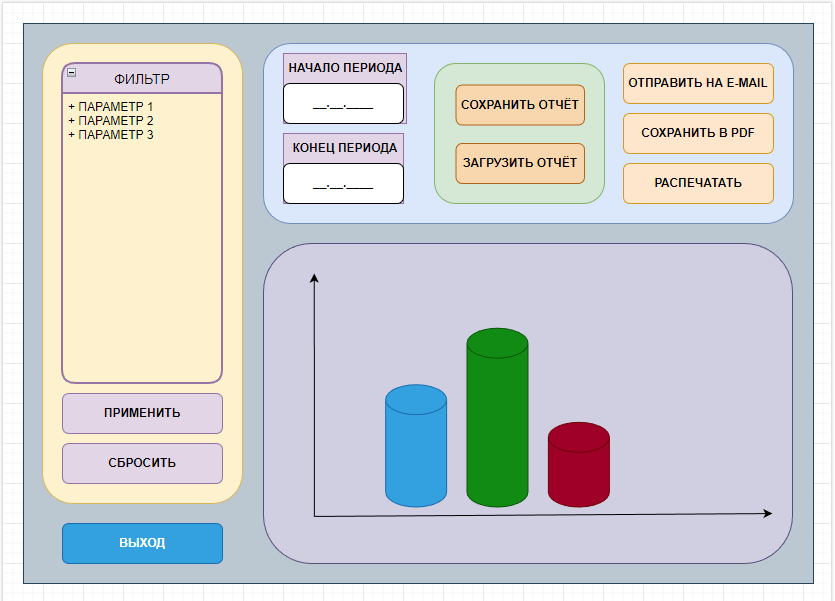 ФИЛЬТР
+ ПАРАМЕТР 1
+ ПАРАМЕТР 2
+ ПАРАМЕТР 3
ПРИМЕНИТЬ
СБРОСИТЬ
ВЫХОД
НАЧАЛО ПЕРИОДА
__.__.____
КОНЕЦ ПЕРИОДА
__.__.____
СОХРАНИТЬ ОТЧЁТ
ЗАГРУЗИТЬ ОТЧЁТ
ОТПРАВИТЬ НА E-MAIL
СОХРАНИТЬ В PDF
РАСПЕЧАТАТЬ